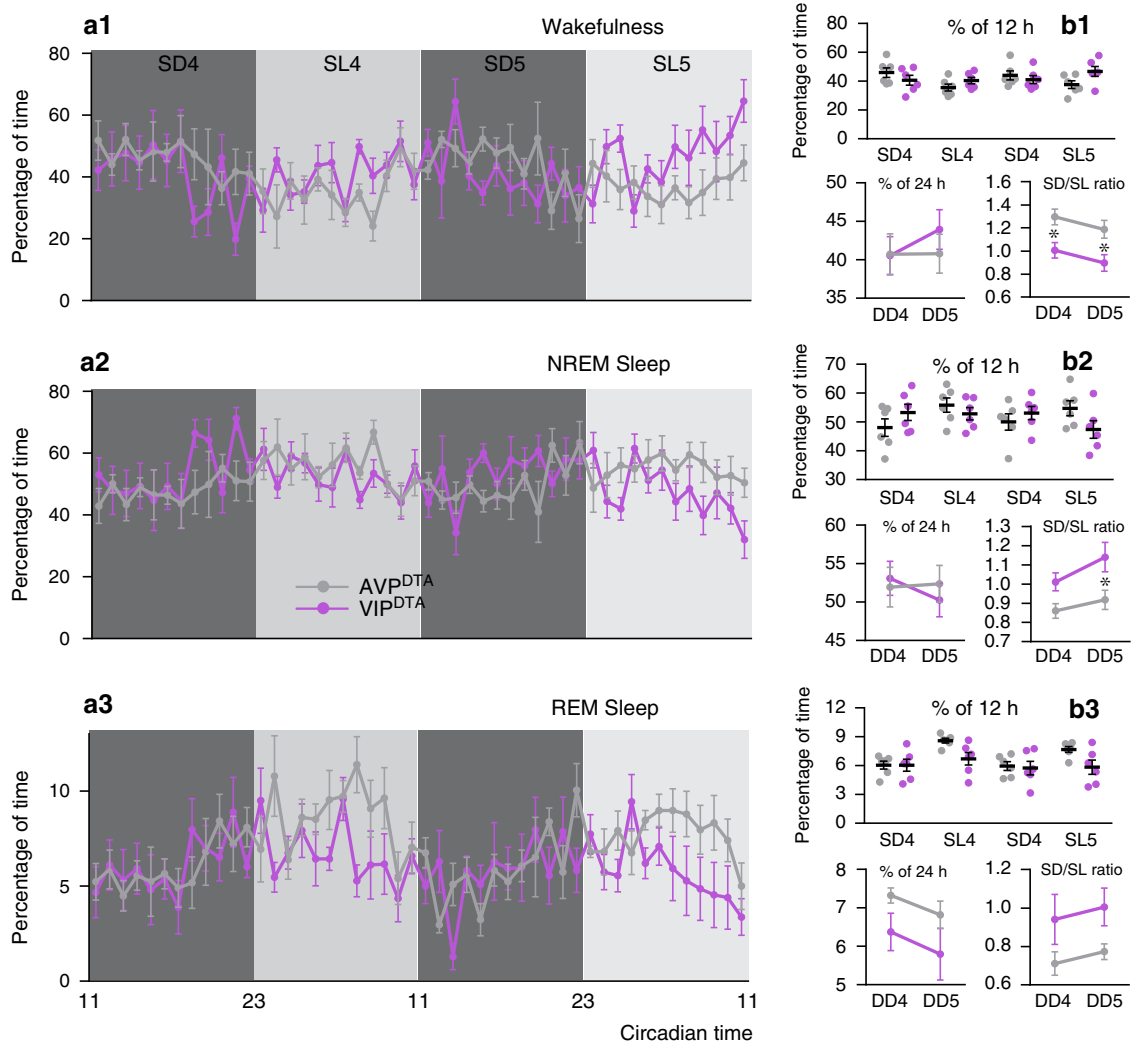 a1
Wakefulness
SD4
SL4
SD5
SL5
Percentage of time
80
60
40
20
0
a2
NREM Sleep
Percentage of time
80
60
40
20
0
AVP^DTA
VIP^DTA
a3
REM Sleep
Percentage of time
10
5
0
11
23
11
23
11
Circadian time
% of 12 h
b1
Percentage of time
80
60
40
20
0
SD4
SL4
SD4
SL5
% of 24 h
50
45
40
35
DD4
DD5
SD/SL ratio
1.6
1.4
1.2
1.0
0.8
0.6
*
*
DD4
DD5
% of 12 h
b2
Percentage of time
70
60
50
40
30
SD4
SL4
SD4
SL5
% of 24 h
60
55
50
45
DD4
DD5
SD/SL ratio
1.3
1.2
1.1
1.0
0.9
0.8
0.7
*
DD4
DD5
% of 12 h
b3
Percentage of time
12
9
6
3
0
SD4
SL4
SD4
SL5
% of 24 h
8
7
6
5
DD4
DD5
SD/SL ratio
1.2
1.0
0.8
0.6
DD4
DD5